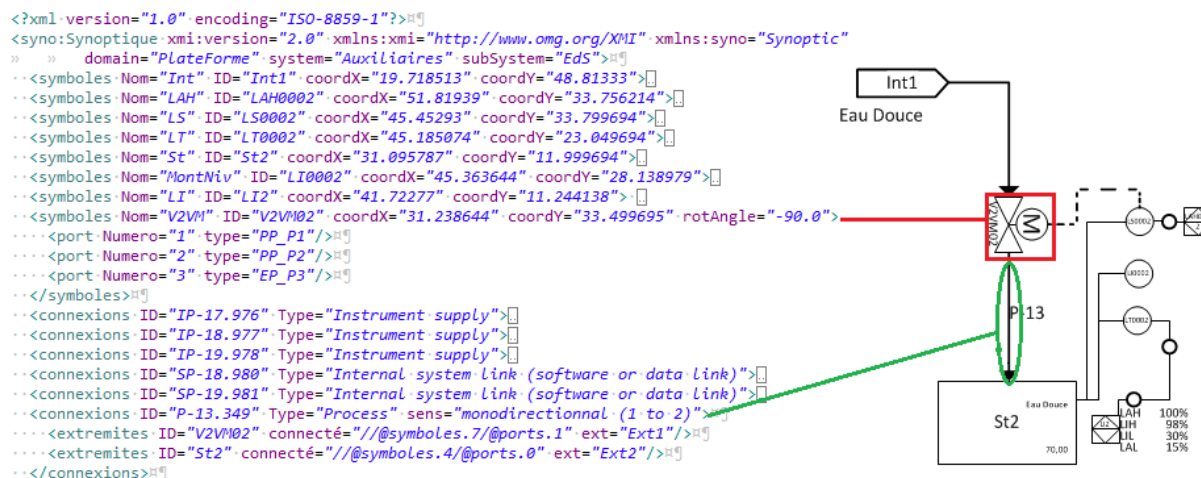 <?xml version="1.0" encoding="ISO-8859-1"?>
<syno:Synoptique xmi:version="2.0" xmlns:xmi="http://www.omg.org/XMI" xmlns:syno="Synoptic"
domain="PlateForme" system="Auxiliaires" subSystem="EdS">
<symboles Nom="Int" ID="Int1" coordX="19.718513" coordY="48.81333">
<symboles Nom="LAH" ID="LAH0002" coordX="51.81939" coordY="33.756214">
<symboles Nom="LS" ID="LS0002" coordX="45.45293" coordY="33.799694">
<symboles Nom="LT" ID="LT0002" coordX="45.185074" coordY="23.049694">
<symboles Nom="St" ID="St2" coordX="31.095787" coordY="11.999694">
<symboles Nom="MontNiv" ID="LI0002" coordX="45.363644" coordY="28.138979">
<symboles Nom="LI" ID="LI2" coordX="41.72277" coordY="11.244138">
<symboles Nom="V2VM" ID="V2VM02" coordX="31.238644" coordY="33.499695" rotAngle="-90.0">
<port Numero="1" type="PP_P1"/>
<port Numero="2" type="PP_P2"/>
<port Numero="3" type="EP_P3"/>
</symboles>
<connexions ID="IP-17.976" Type="Instrument supply">
<connexions ID="IP-18.977" Type="Instrument supply">
<connexions ID="IP-19.978" Type="Instrument supply">
<connexions ID="SP-18.980" Type="Internal system link (software or data link)">
<connexions ID="SP-19.981" Type="Internal system link (software or data link)">
<connexions ID="P-13.349" Type="Process" sens="monodirectionnal (1 to 2)">
<extremites ID="V2VM02" connecté="//@symboles.7/@ports.1" ext="Ext1"/>
<extremites ID="St2" connecté="//@symboles.4/@ports.0" ext="Ext2"/>
</connexions>
Int1
Eau Douce
V2VM02
M
LS0002
LI0002
P-13
LT0002
Eau Douce
St2
70,00
LAH 100%
LIH 98%
LIL 30%
LAL 15%